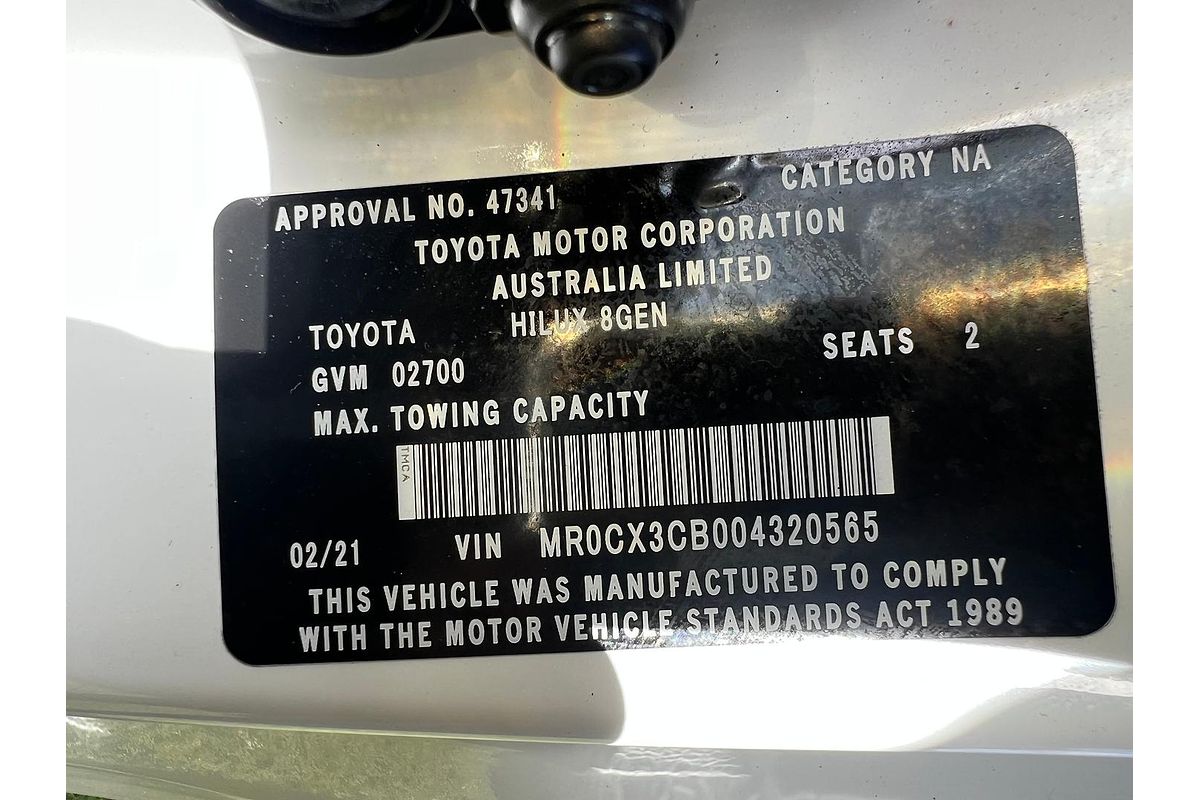 APPROVAL NO. 47341 CATEGORY NA
TOYOTA MOTOR CORPORATION
AUSTRALIA LIMITED
TOYOTA HILUX 8GEN
GVM 02700 SEATS 2
MAX. TOWING CAPACITY
TMCA
02/21 VIN MR0CX3CB004320565
THIS VEHICLE WAS MANUFACTURED TO COMPLY
WITH THE MOTOR VEHICLE STANDARDS ACT 1989